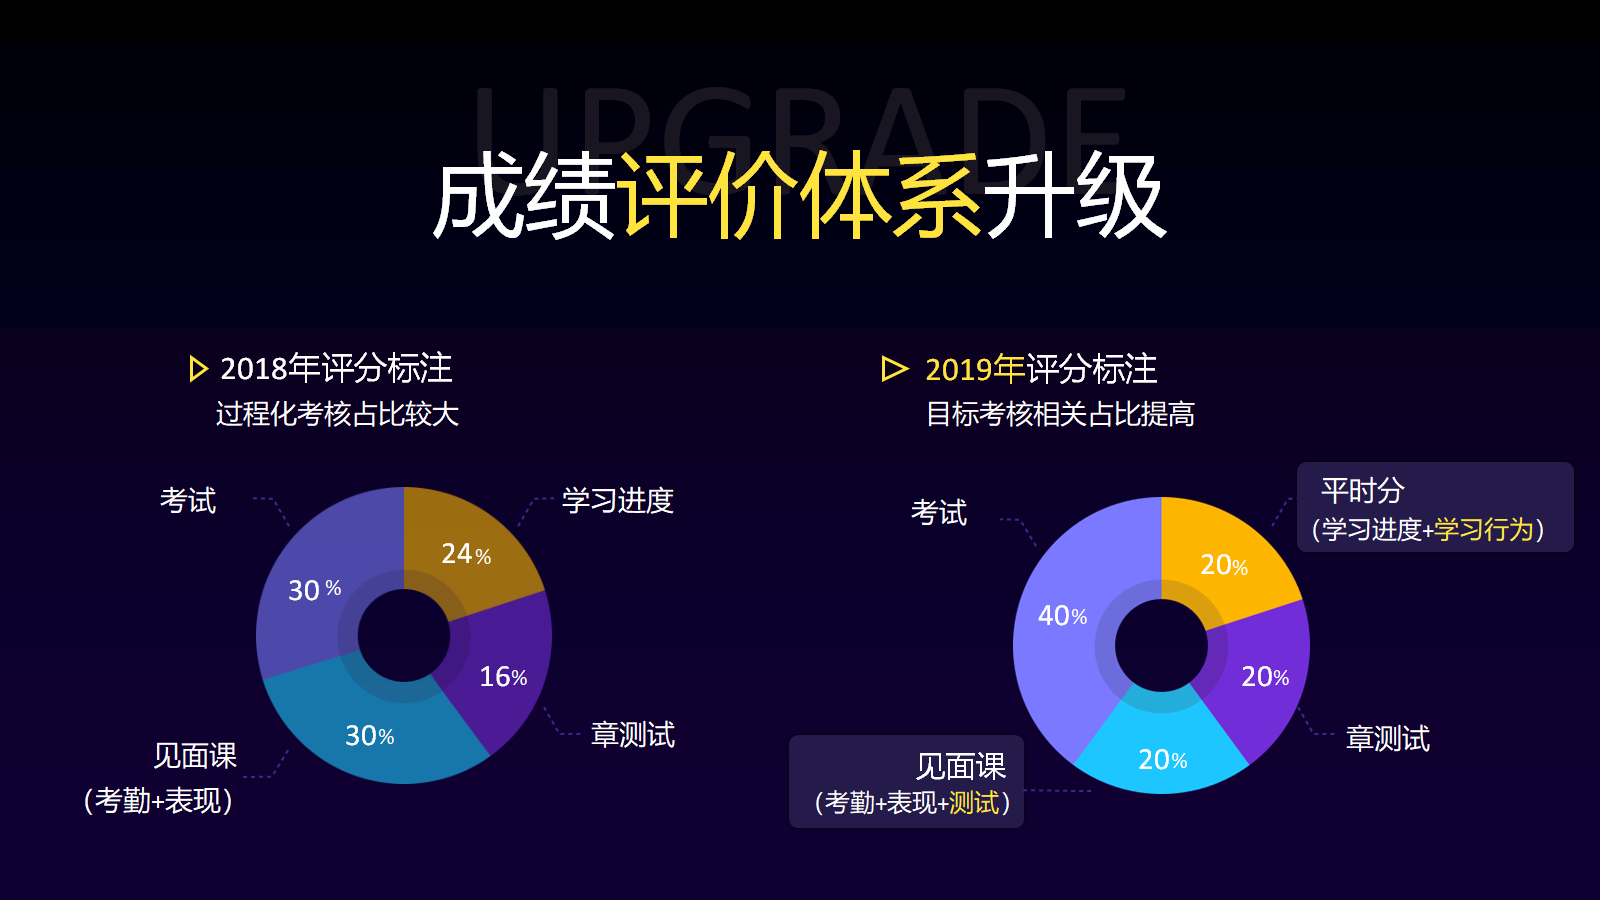 UPGRADE
成绩评价体系升级
2018年评分标注
过程化考核占比较大
考试
学习进度
24%
30%
16%
30%
章测试
见面课
（考勤+表现）
2019年评分标注
目标考核相关占比提高
考试
平时分
（学习进度+学习行为）
20%
40%
20%
20%
章测试
见面课
（考勤+表现+测试）